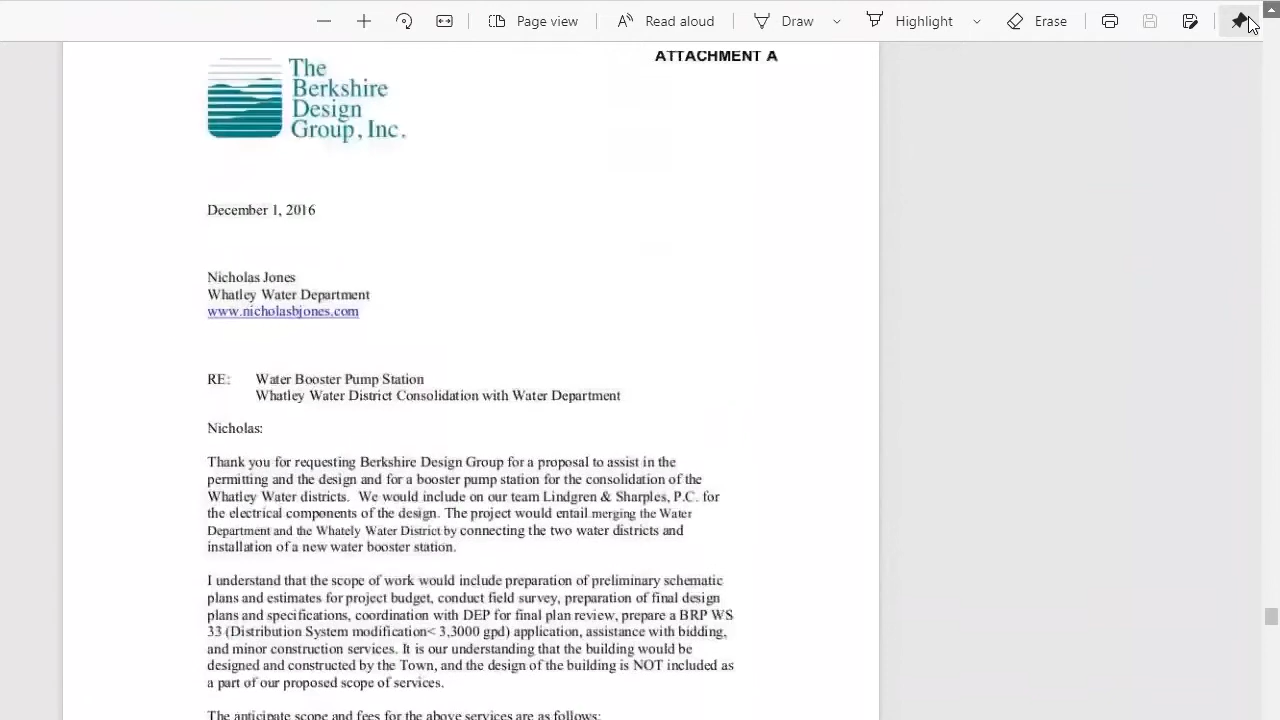 Page view
Read aloud
Draw
Highlight
Erase
ATTACHMENT A
The
Berkshire
Design
Group, Inc.
December 1, 2016
Nicholas Jones
Whatley Water Department
www.nicholasbjones.com
RE: Water Booster Pump Station
Whatley Water District Consolidation with Water Department
Nicholas:
Thank you for requesting Berkshire Design Group for a proposal to assist in the
permitting and the design and for a booster pump station for the consolidation of the
Whatley Water districts. We would include on our team Lindgren & Sharples, P.C. for
the electrical components of the design. The project would entail merging the Water
Department and the Whately Water District by connecting the two water districts and
installation of a new water booster station.
I understand that the scope of work would include preparation of preliminary schematic
plans and estimates for project budget, conduct field survey, preparation of final design
plans and specifications, coordination with DEP for final plan review, prepare a BRP WS
33 (Distribution System modification< 3,3000 gpd) application, assistance with bidding,
and minor construction services. It is our understanding that the building would be
designed and constructed by the Town, and the design of the building is NOT included as
a part of our proposed scope of services.
The anticipate scope and fees for the above services are as follows: